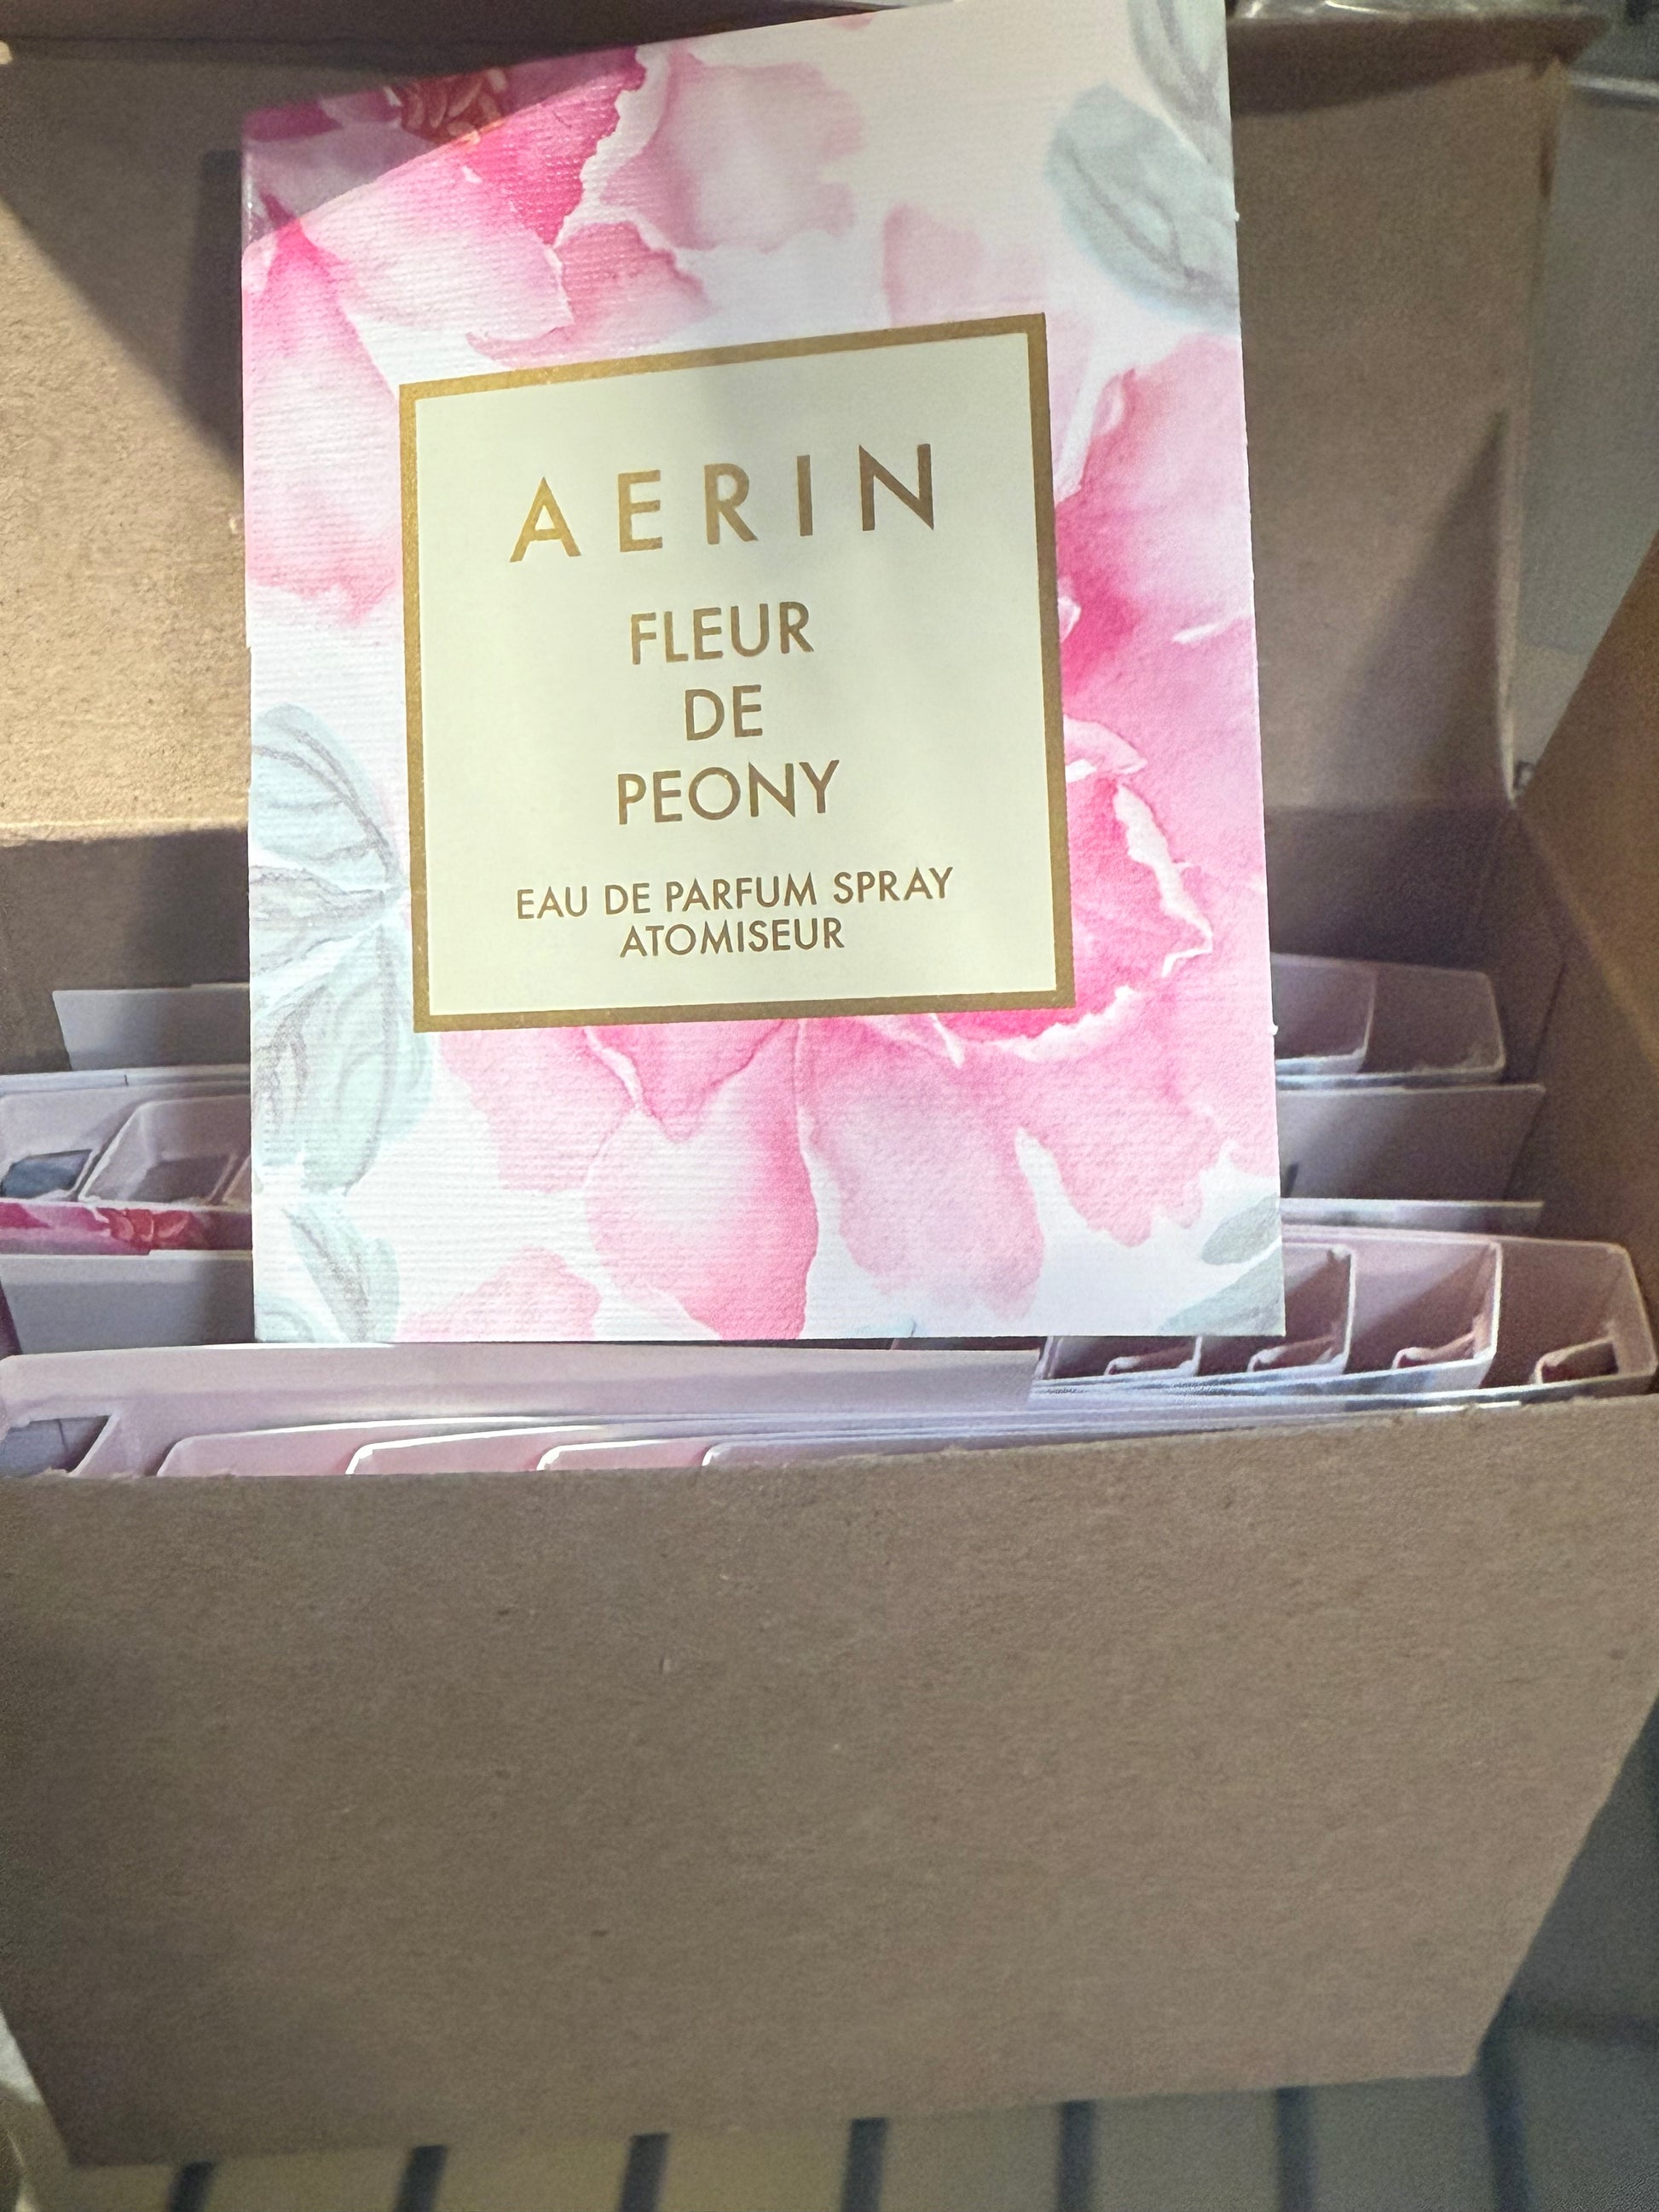 AERIN
FLEUR
DE
PEONY
EAU DE PARFUM SPRAY
ATOMISEUR